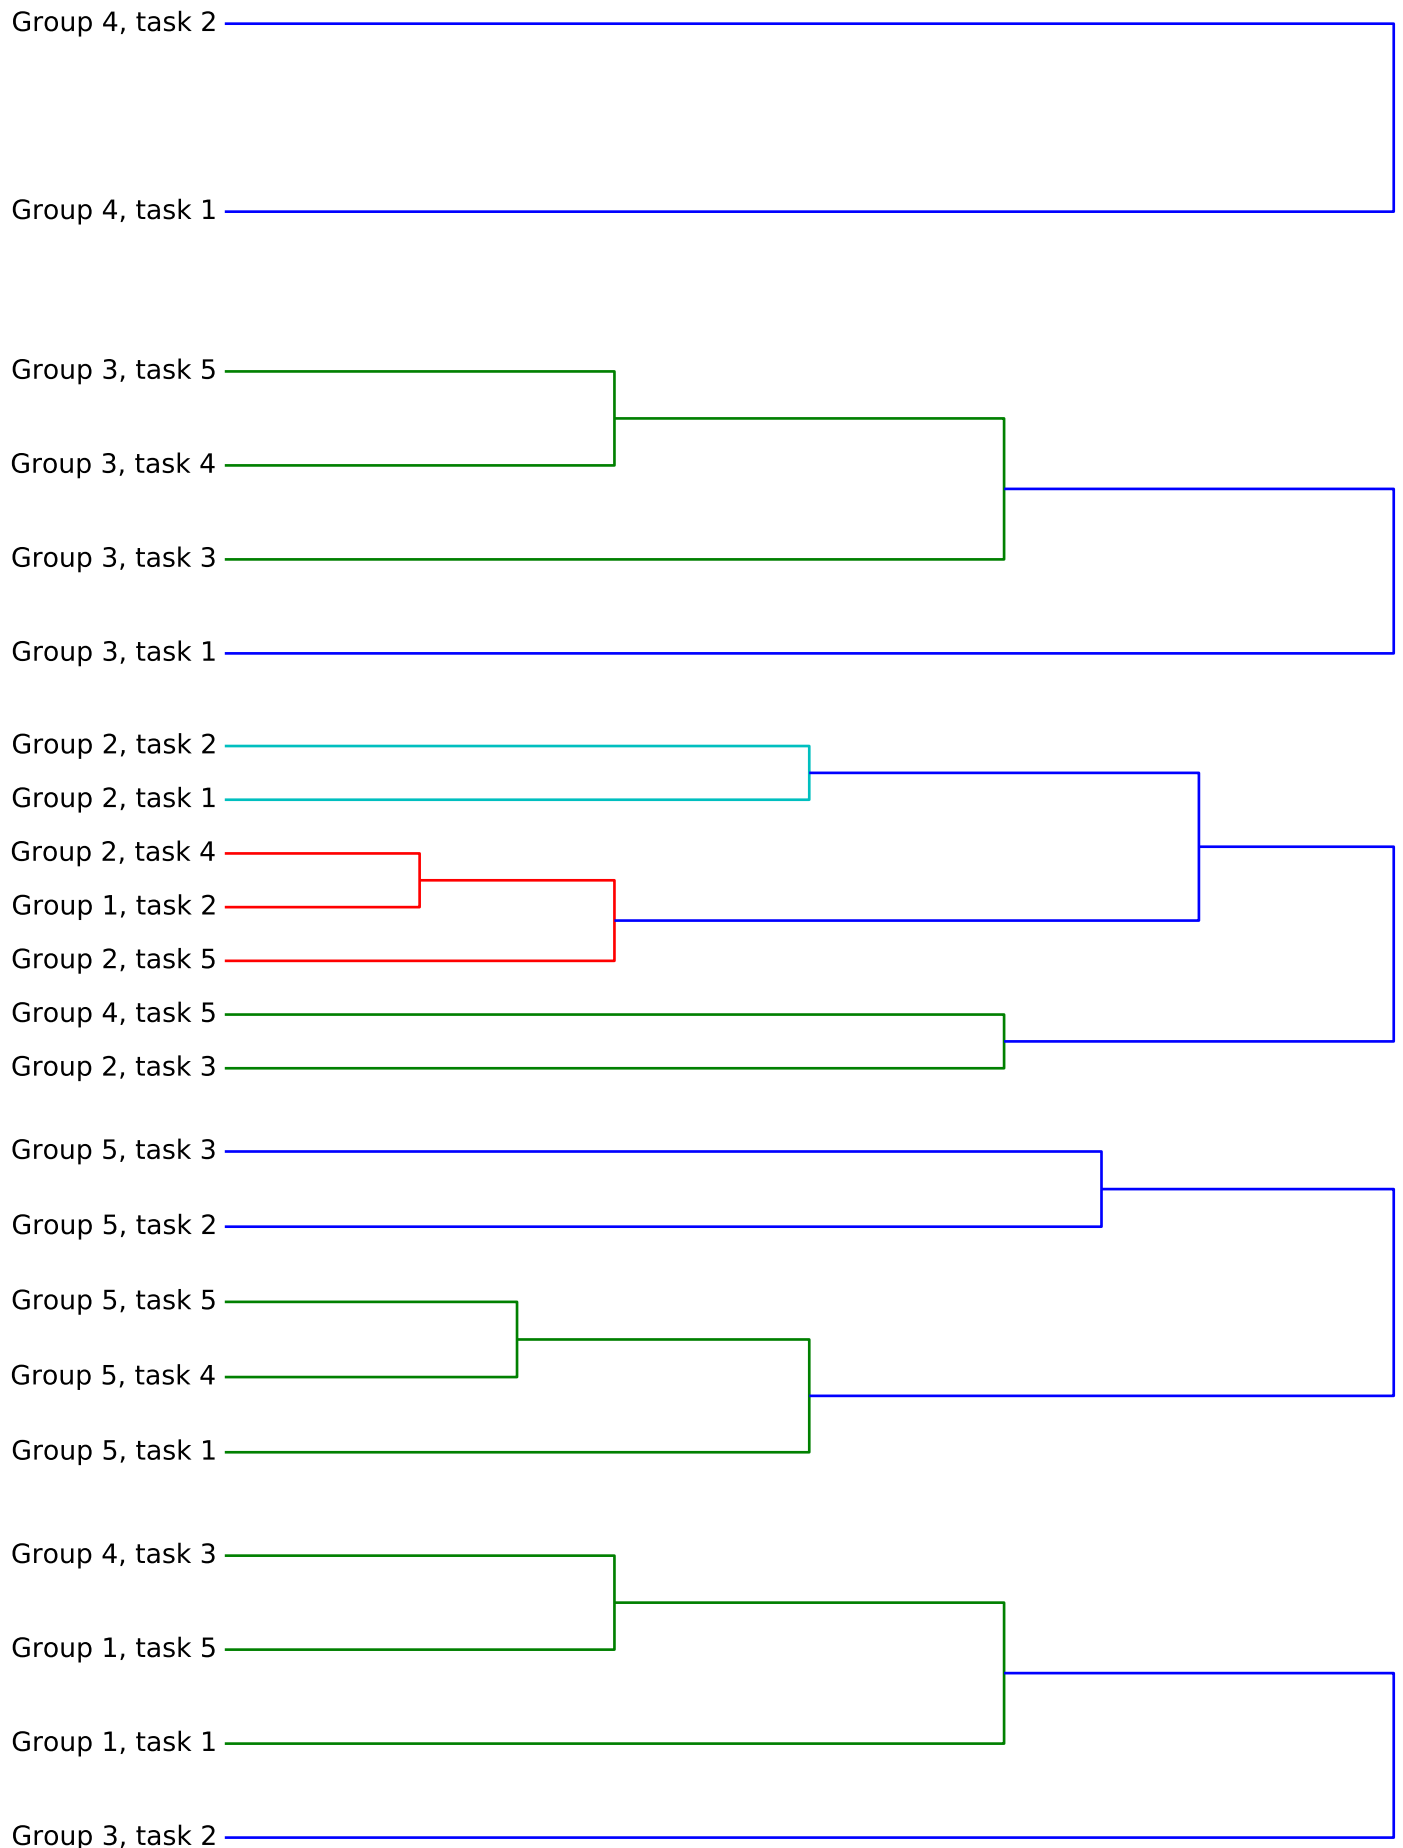 Group 4, task 2
Group 4, task 1
Group 3, task 5
Group 3, task 4
Group 3, task 3
Group 3, task 1
Group 2, task 2
Group 2, task 1
Group 2, task 4
Group 1, task 2
Group 2, task 5
Group 4, task 5
Group 2, task 3
Group 5, task 3
Group 5, task 2
Group 5, task 5
Group 5, task 4
Group 5, task 1
Group 4, task 3
Group 1, task 5
Group 1, task 1
Group 3, task 2